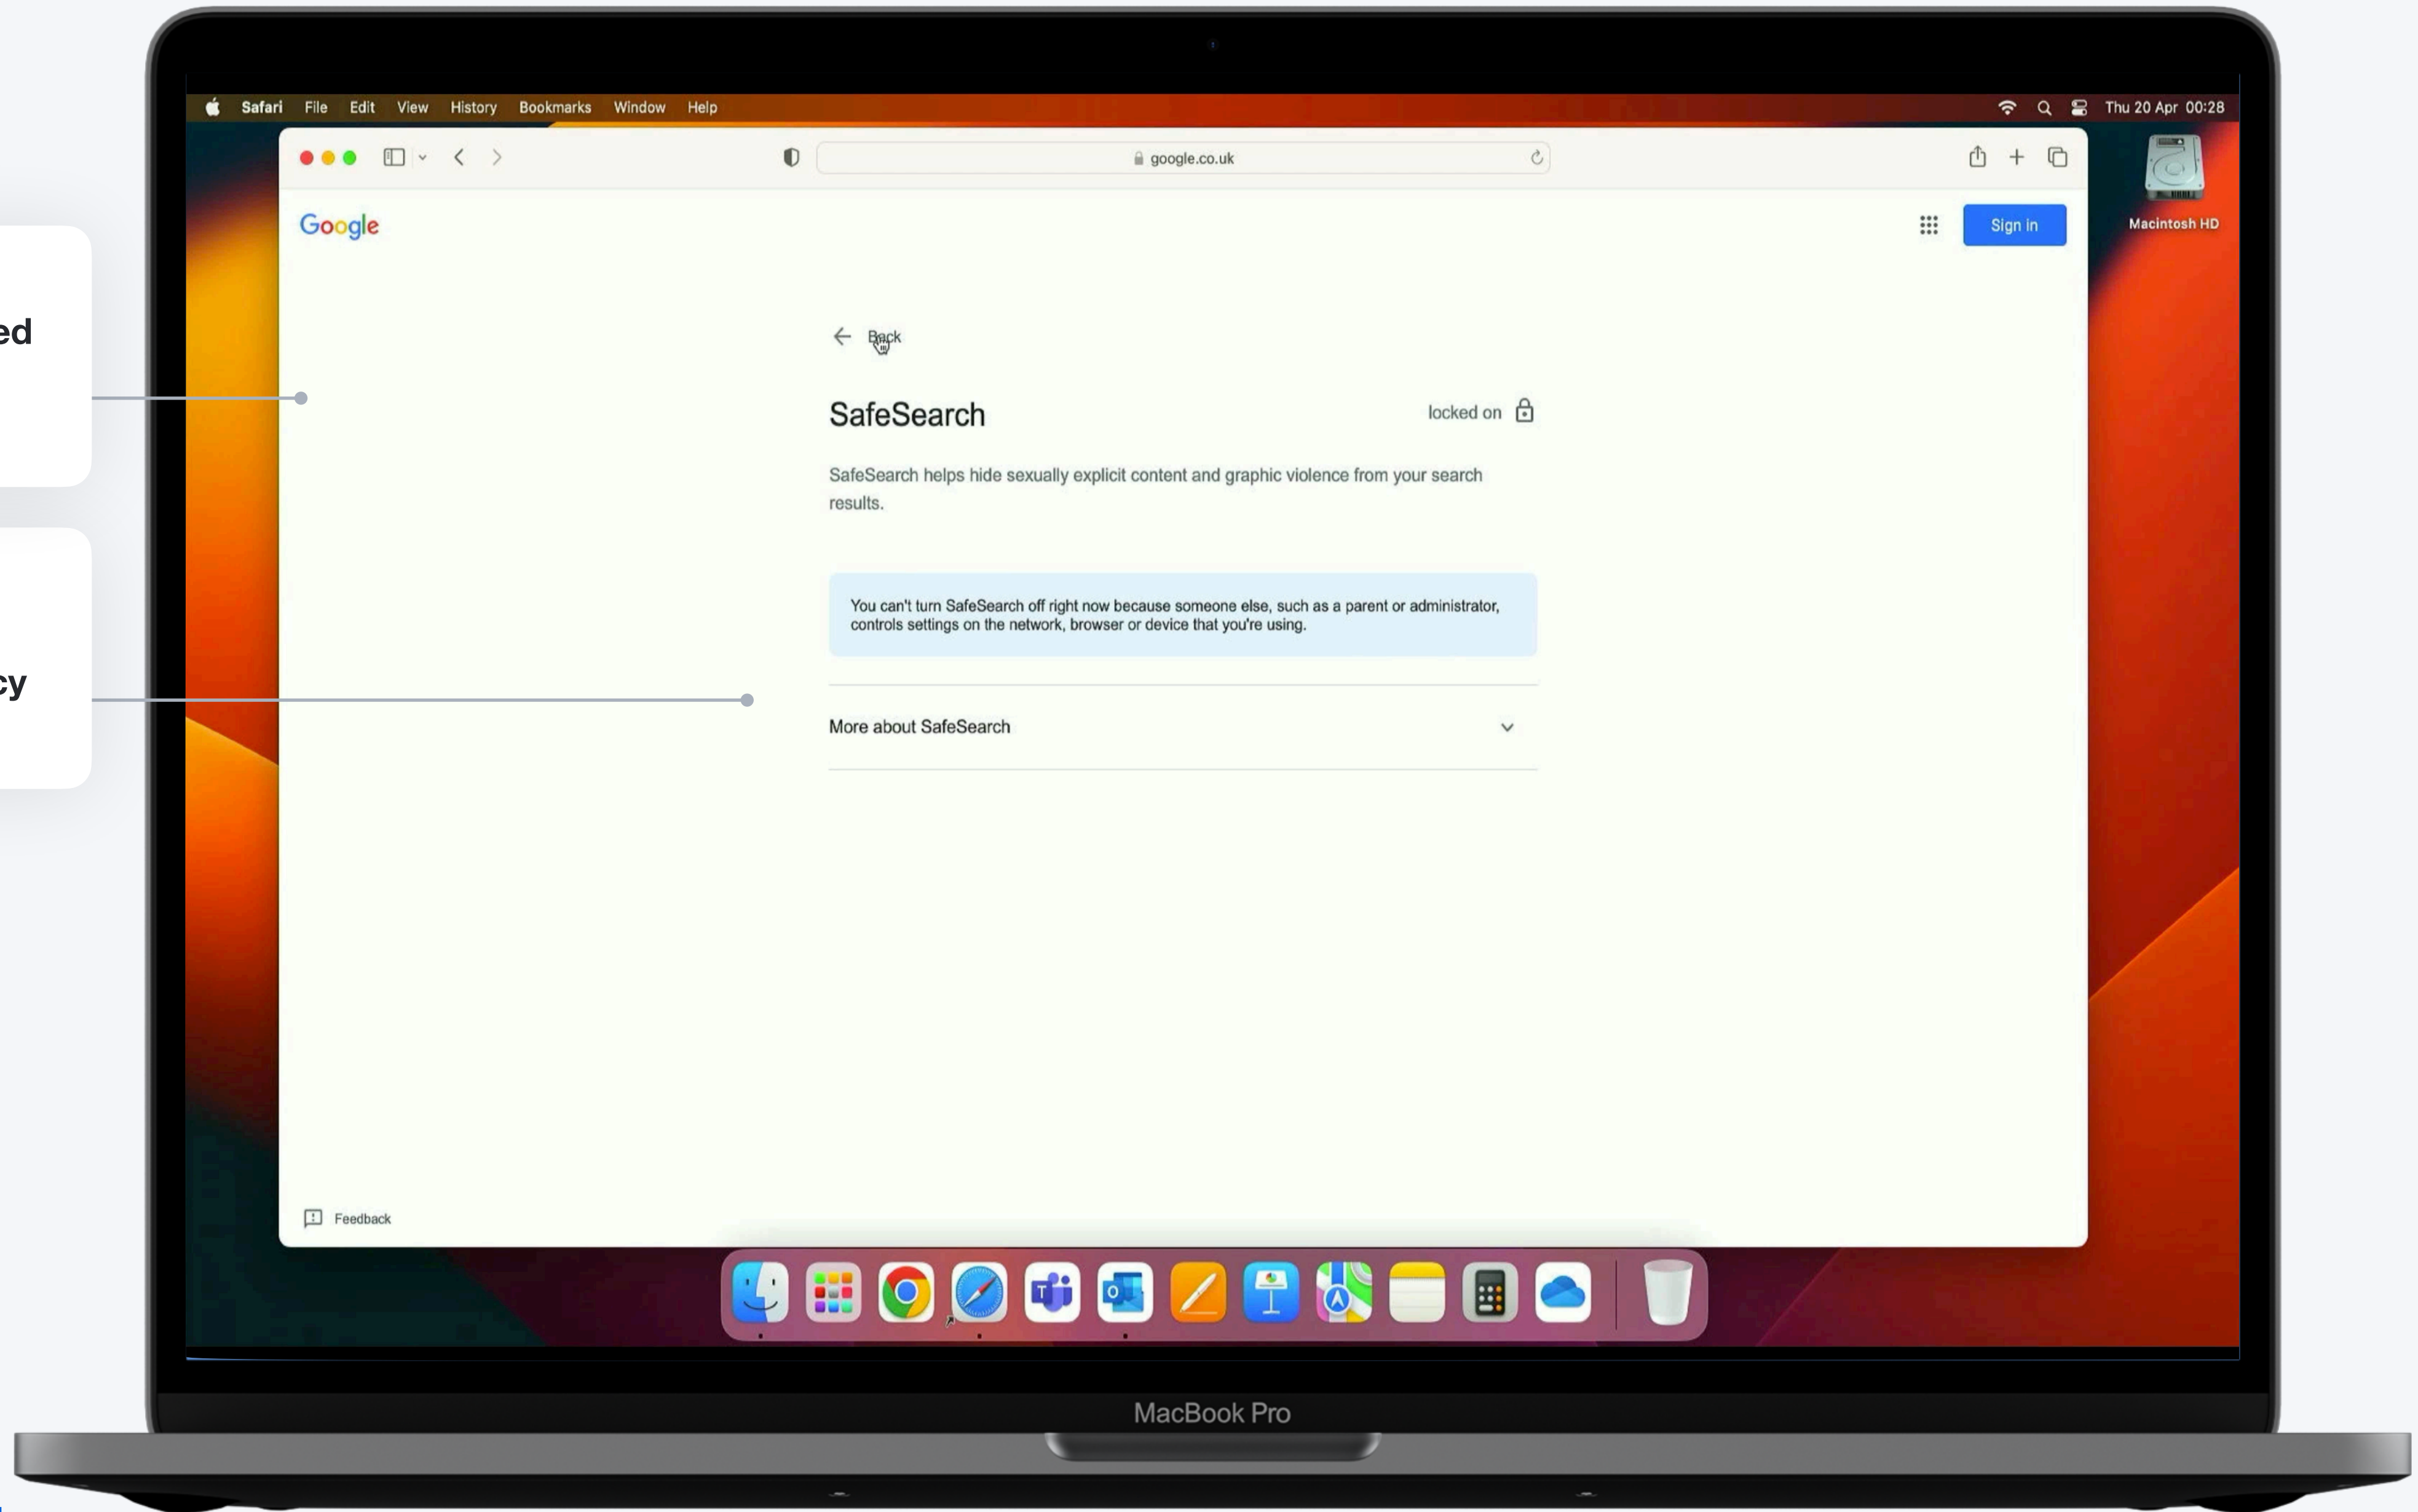 Safari File Edit View History Bookmarks Window Help Thu 20 Apr 00:28
google.co.uk
Google Sign in
Macintosh HD
ed
Back
SafeSearch locked on
SafeSearch helps hide sexually explicit content and graphic violence from your search
results.
You can't turn SafeSearch off right now because someone else, such as a parent or administrator,
controls settings on the network, browser or device that you're using.
cy
More about SafeSearch
Feedback
MacBook Pro